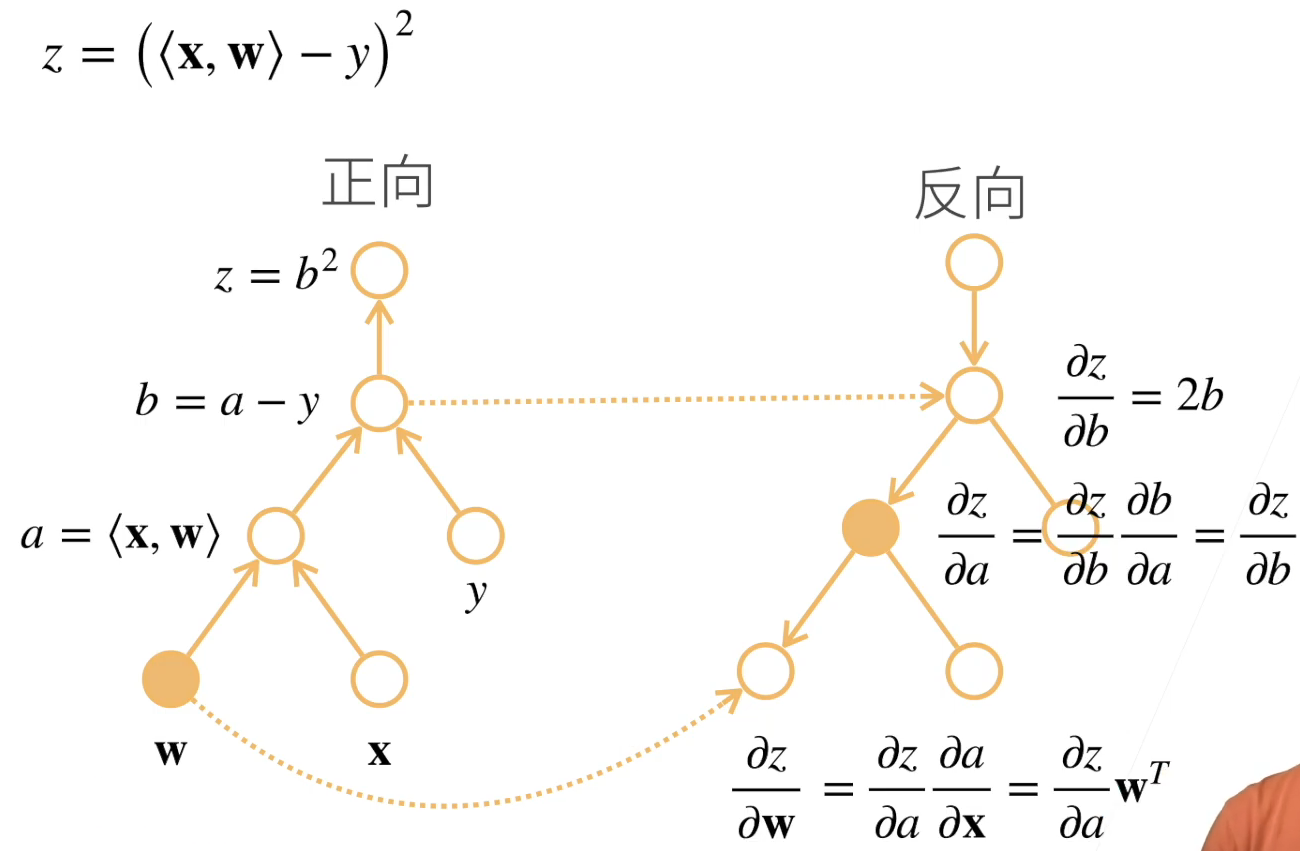 z = (⟨x, w⟩ − y)²
正向
反向
z = b²
b = a − y
∂z/∂b = 2b
a = ⟨x, w⟩
y
∂z/∂a = ∂z/∂b ∂b/∂a = ∂z/∂b
w
x
∂z/∂w = ∂z/∂a ∂a/∂x = ∂z/∂a wᵀ